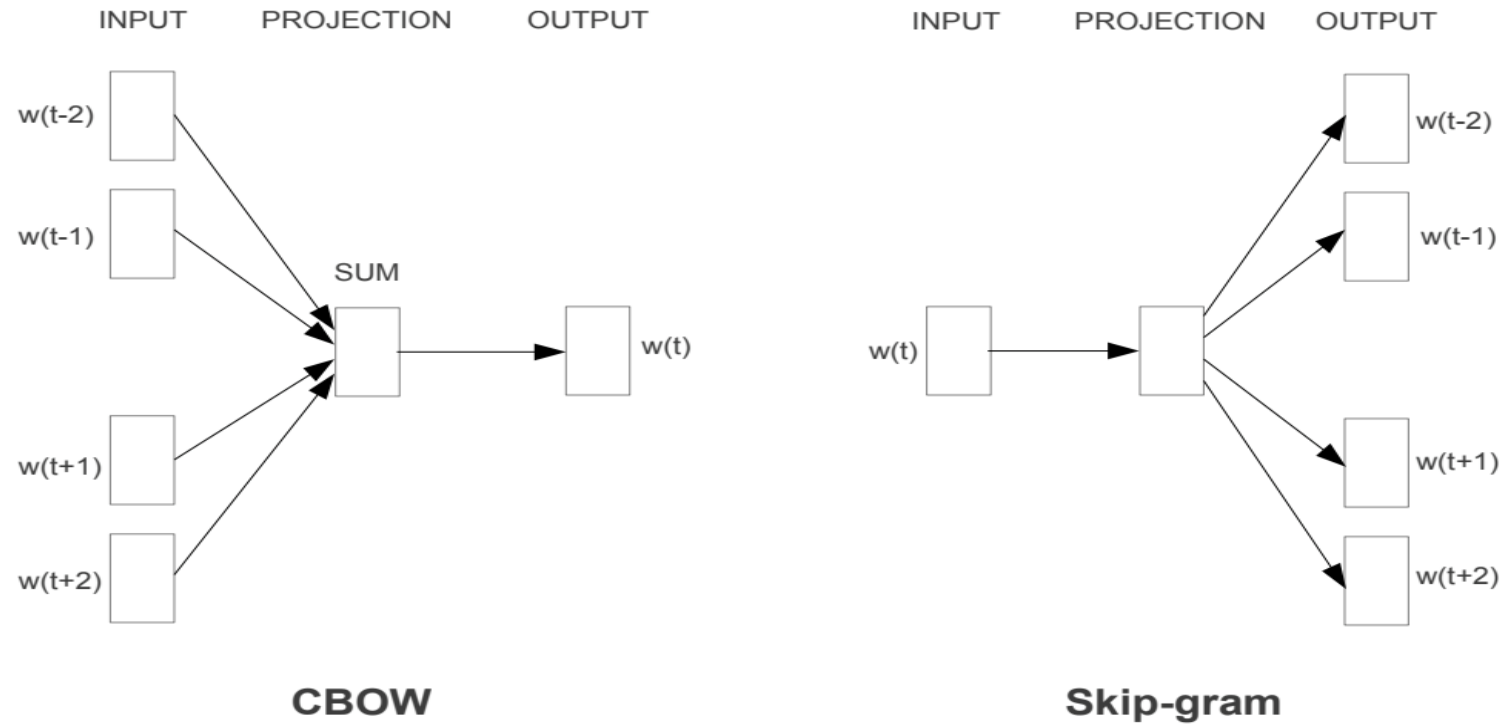 INPUT PROJECTION OUTPUT
w(t-2)
w(t-1)
SUM
w(t)
w(t+1)
w(t+2)
CBOW
INPUT PROJECTION OUTPUT
w(t-2)
w(t-1)
w(t)
w(t+1)
w(t+2)
Skip-gram